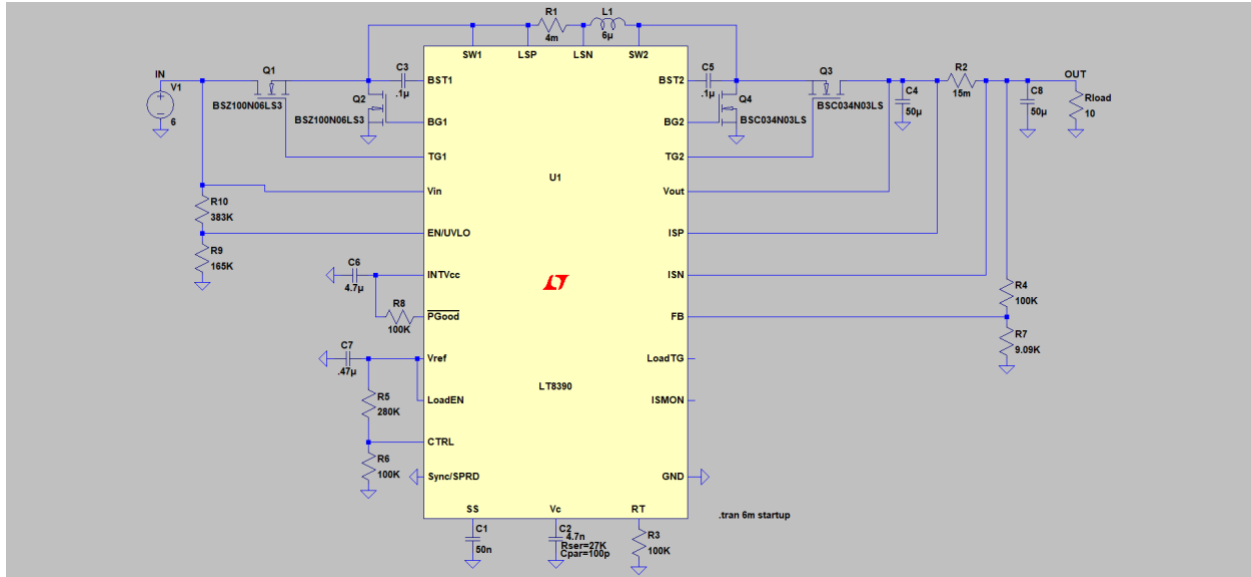 R1
4m
L1
6µ
SW1
LSP
LSN
SW2
IN
V1
6
Q1
BSZ100N06LS3
Q2
BSZ100N06LS3
C3
.1µ
BST1
BG1
TG1
Vin
EN/UVLO
INTVcc
PGood
Vref
LoadEN
CTRL
Sync/SPRD
R10
383K
R9
165K
C6
4.7µ
R8
100K
C7
.47µ
R5
280K
R6
100K
U1
LT8390
BST2
BG2
TG2
Vout
ISP
ISN
FB
LoadTG
ISMON
GND
C5
.1µ
Q4
BSC034N03LS
Q3
BSC034N03LS
C4
50µ
R2
15m
C8
50µ
OUT
Rload
10
R4
100K
R7
9.09K
SS
Vc
RT
C1
50n
C2
4.7n
Rser=27K
Cpar=100p
R3
100K
.tran 6m startup